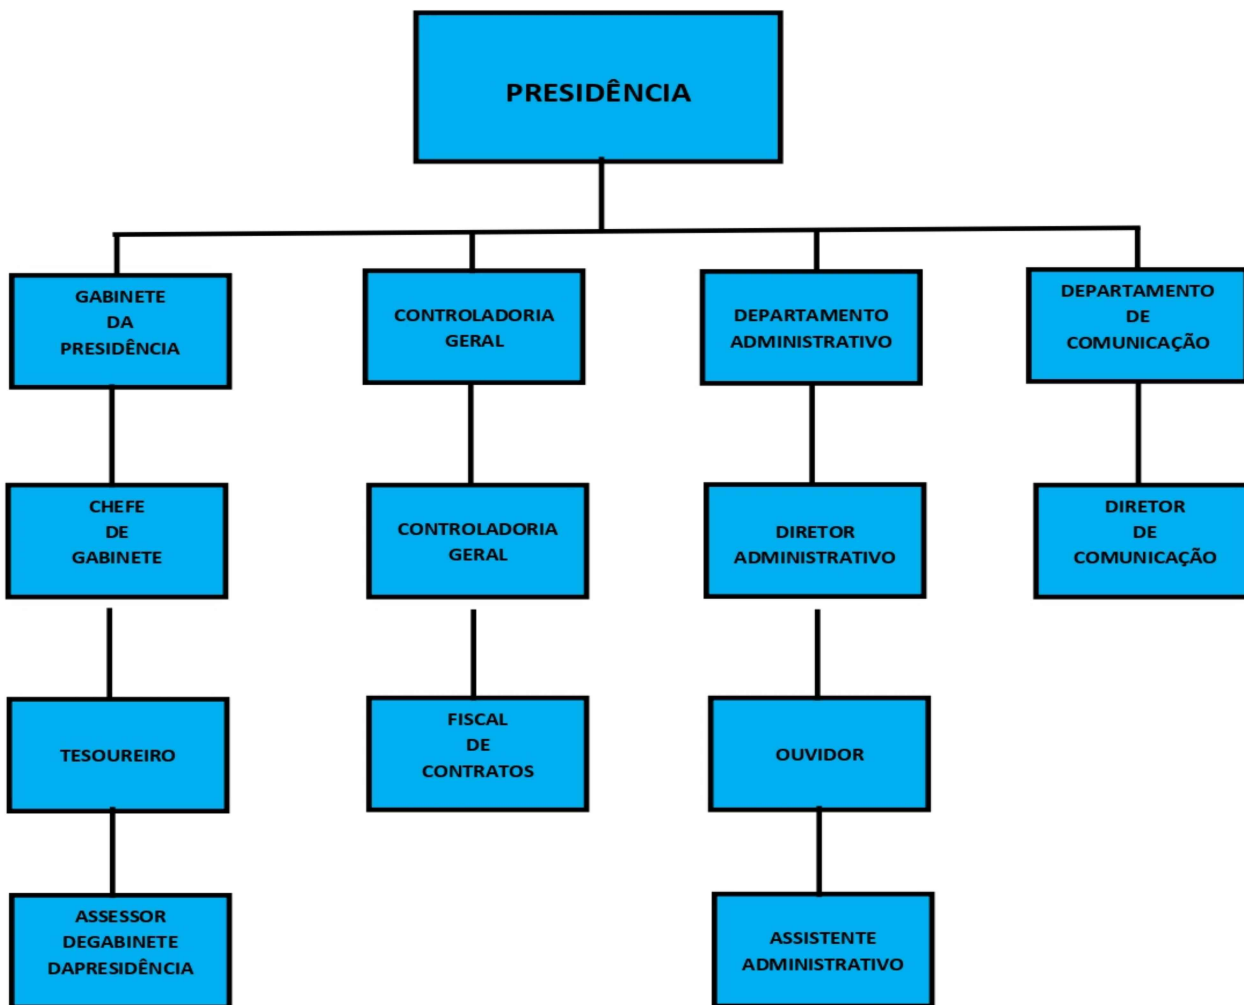 PRESIDÊNCIA
GABINETE
DA
PRESIDÊNCIA
CONTROLADORIA
GERAL
DEPARTAMENTO
ADMINISTRATIVO
DEPARTAMENTO
DE
COMUNICAÇÃO
CHEFE
DE
GABINETE
CONTROLADORIA
GERAL
DIRETOR
ADMINISTRATIVO
DIRETOR
DE
COMUNICAÇÃO
TESOUREIRO
FISCAL
DE
CONTRATOS
OUVIDOR
ASSESSOR
DEGABINETE
DAPRESIDÊNCIA
ASSISTENTE
ADMINISTRATIVO